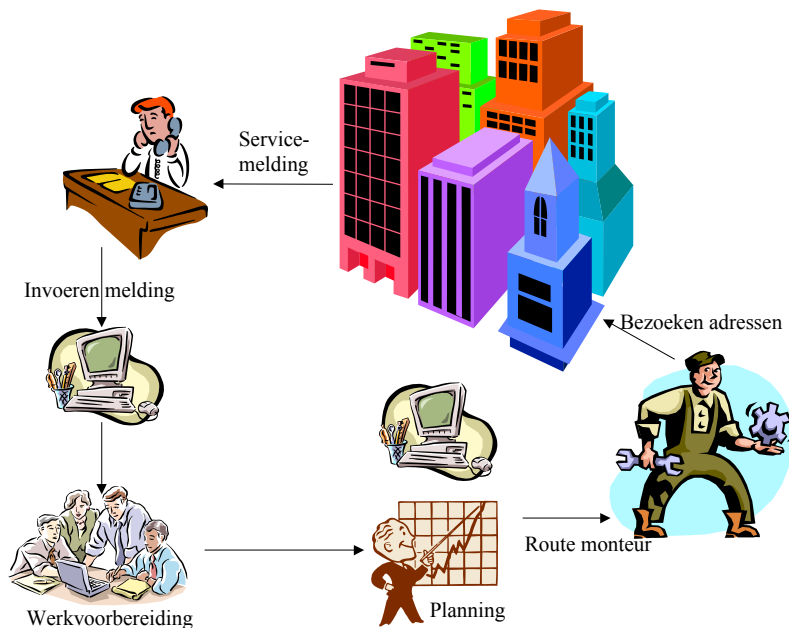 Service-
melding
Invoeren melding
Bezoeken adressen
Route monteur
Werkvoorbereiding
Planning